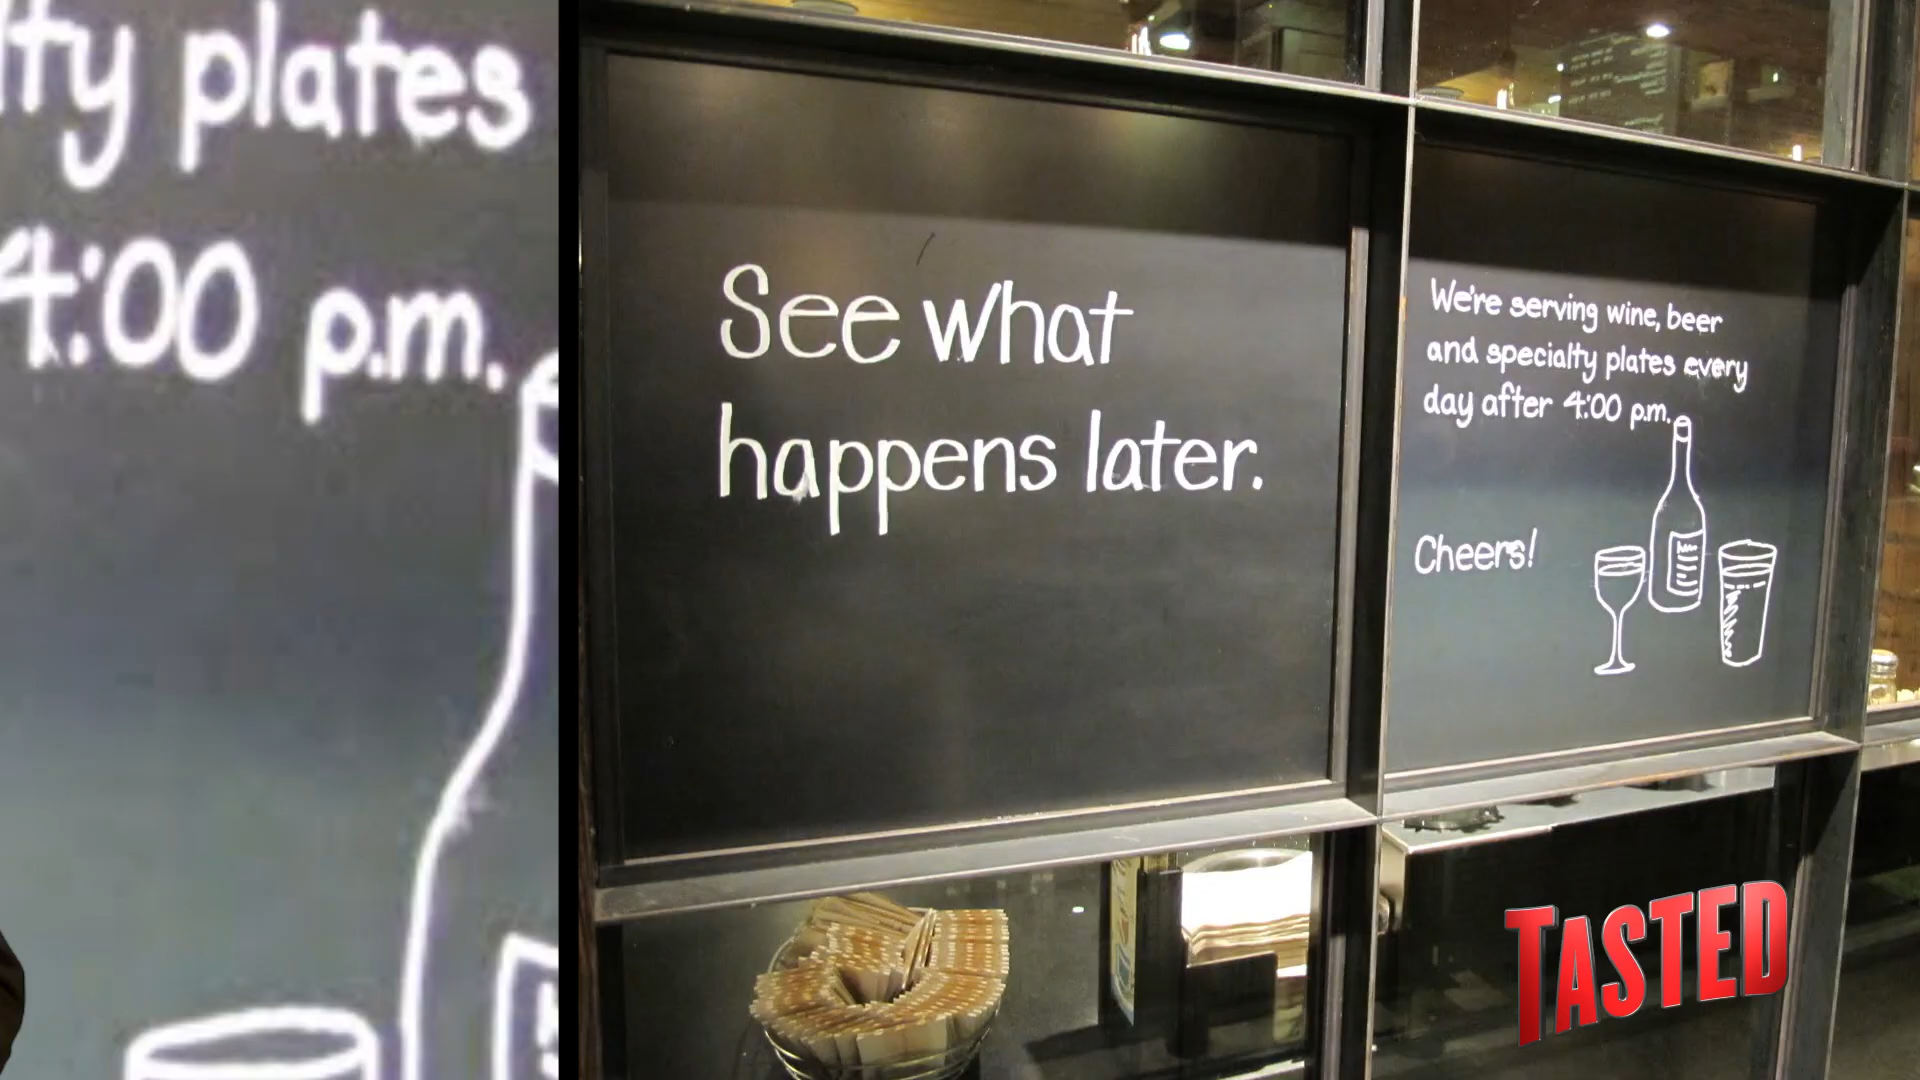 lty plates
4:00 p.m.
See what
happens later.
We're serving wine, beer
and specialty plates every
day after 4:00 p.m.
Cheers!
TASTED